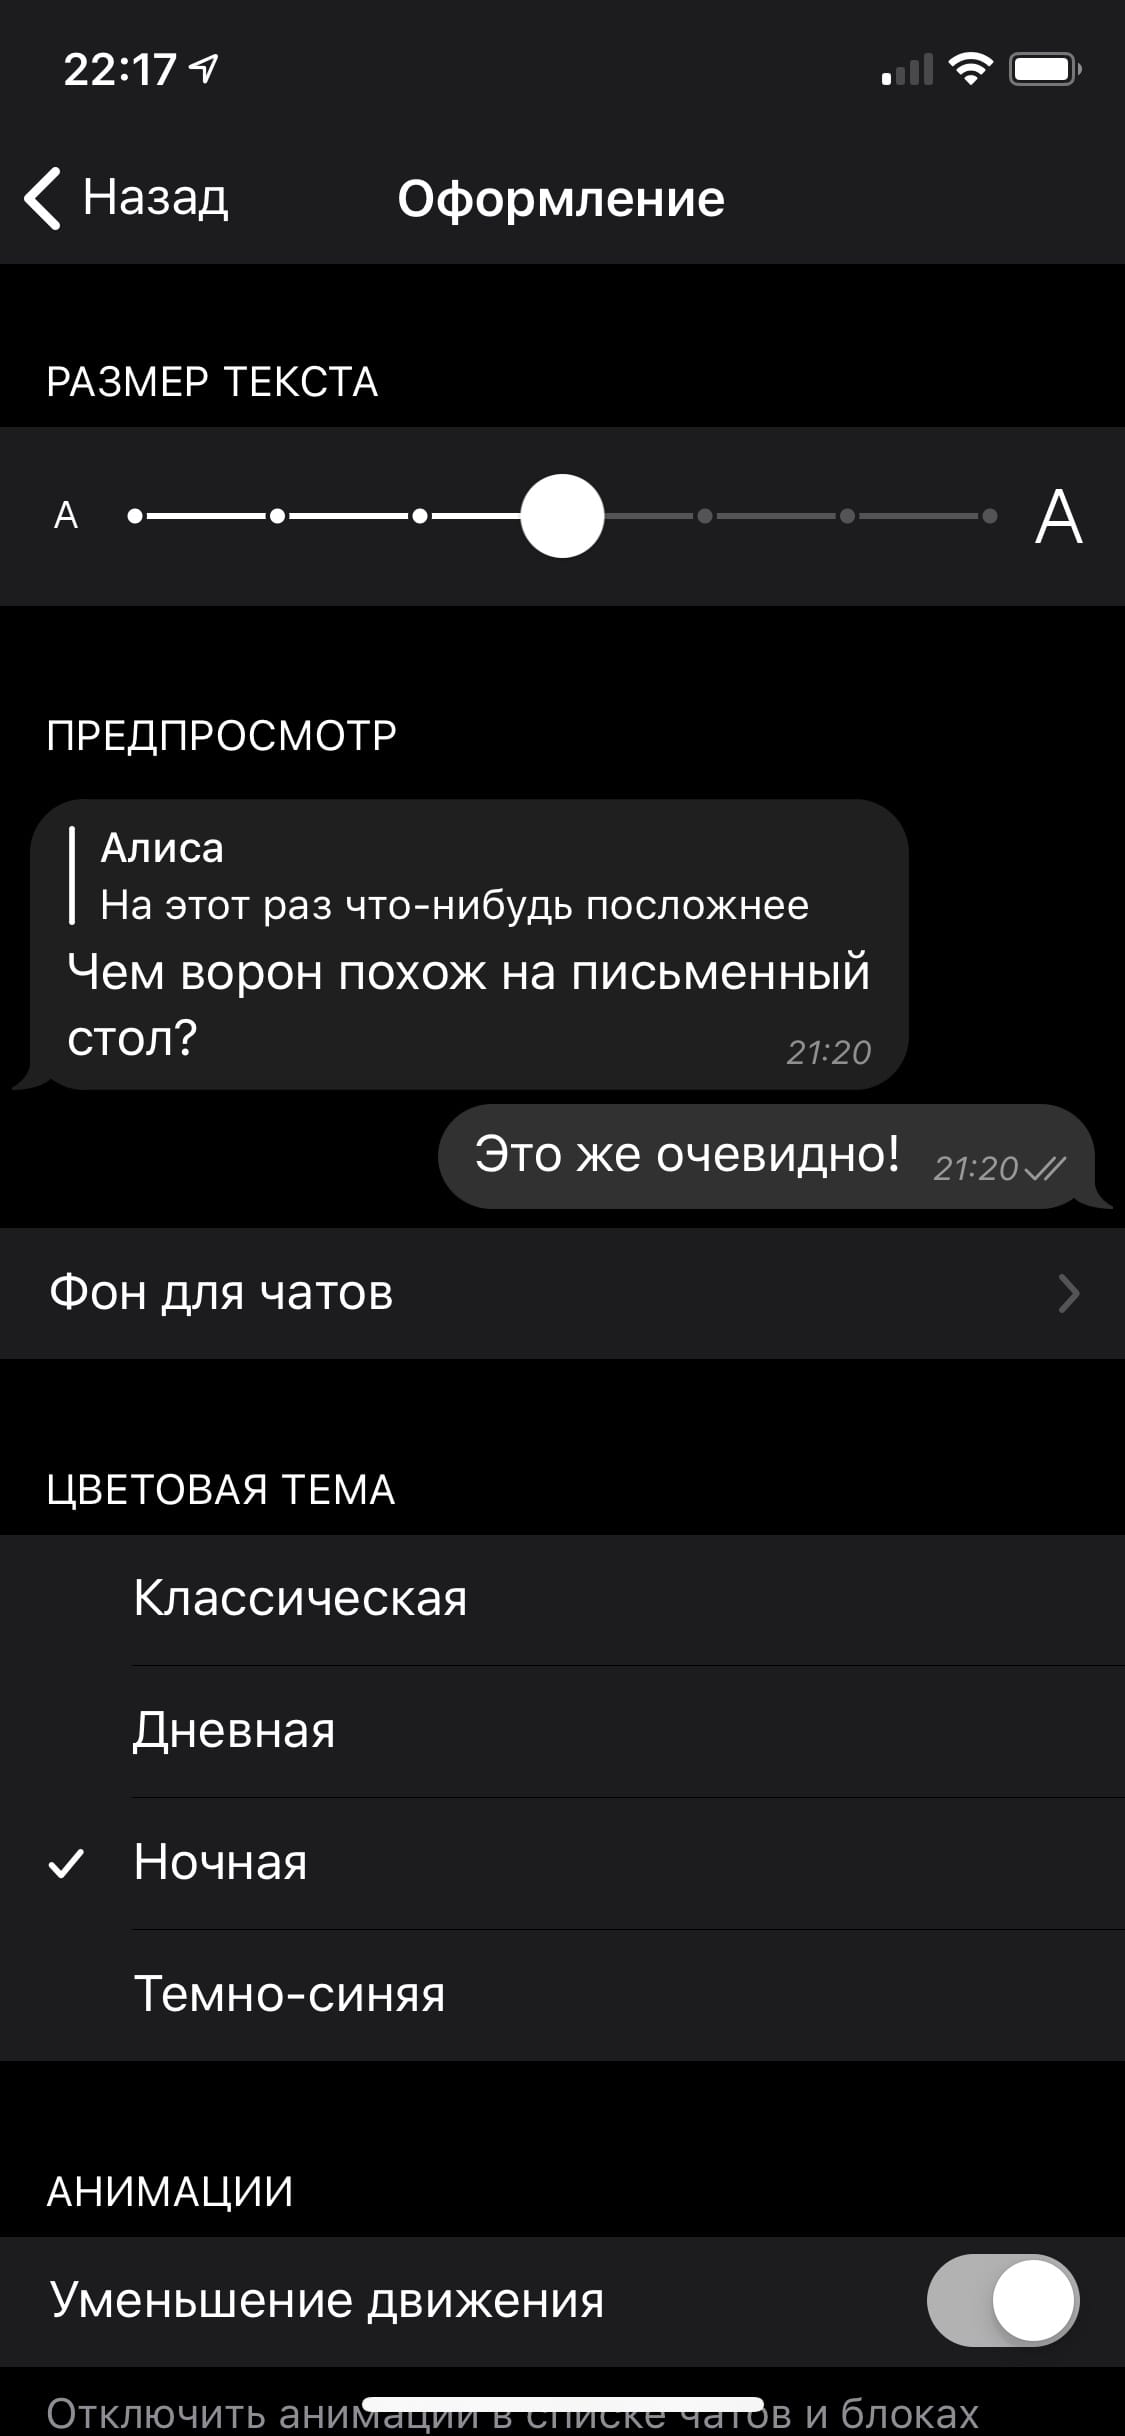 22:17
Назад
Оформление
РАЗМЕР ТЕКСТА
A A
ПРЕДПРОСМОТР
Алиса
На этот раз что-нибудь посложнее
Чем ворон похож на письменный
стол?
21:20
Это же очевидно! 21:20
Фон для чатов
ЦВЕТОВАЯ ТЕМА
Классическая
Дневная
Ночная
Темно-синяя
АНИМАЦИИ
Уменьшение движения
Отключить анимации в списке чатов и блоках